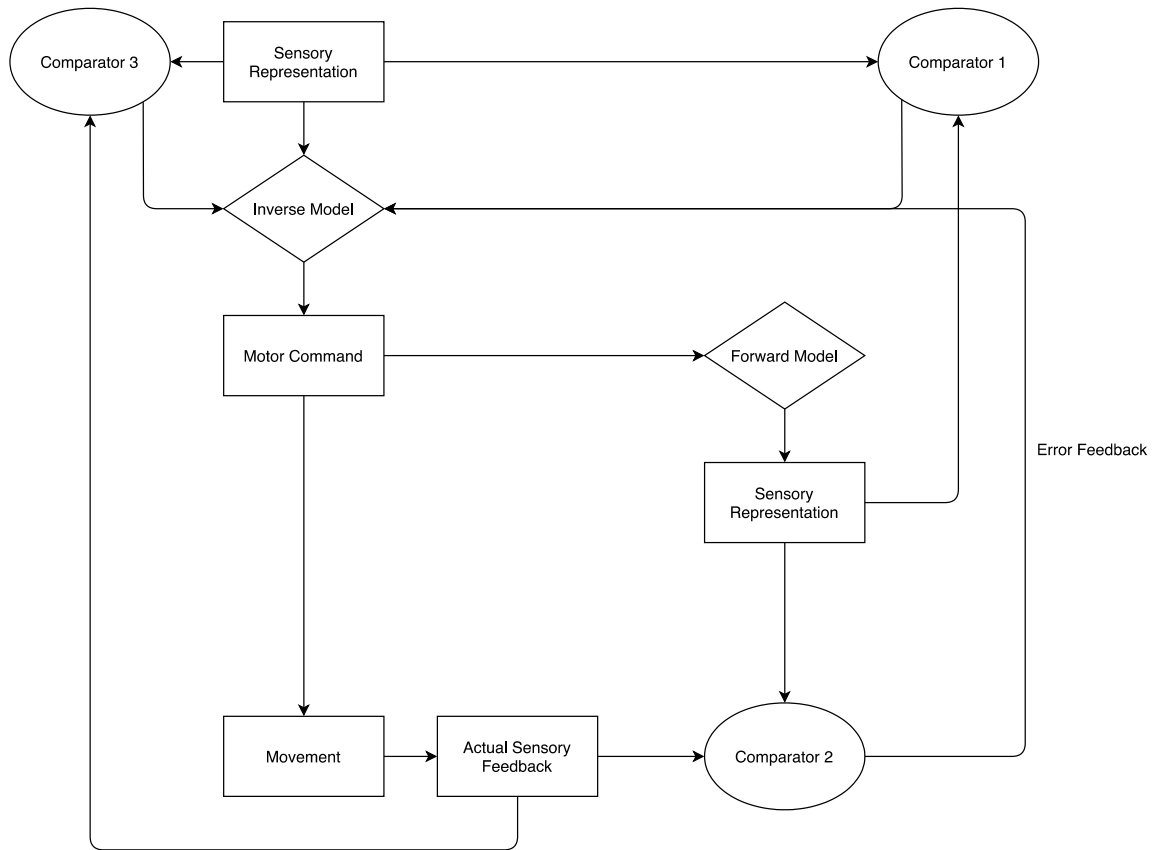 Comparator 3
Sensory
Representation
Comparator 1
Inverse Model
Motor Command
Forward Model
Error Feedback
Sensory
Representation
Movement
Actual Sensory
Feedback
Comparator 2